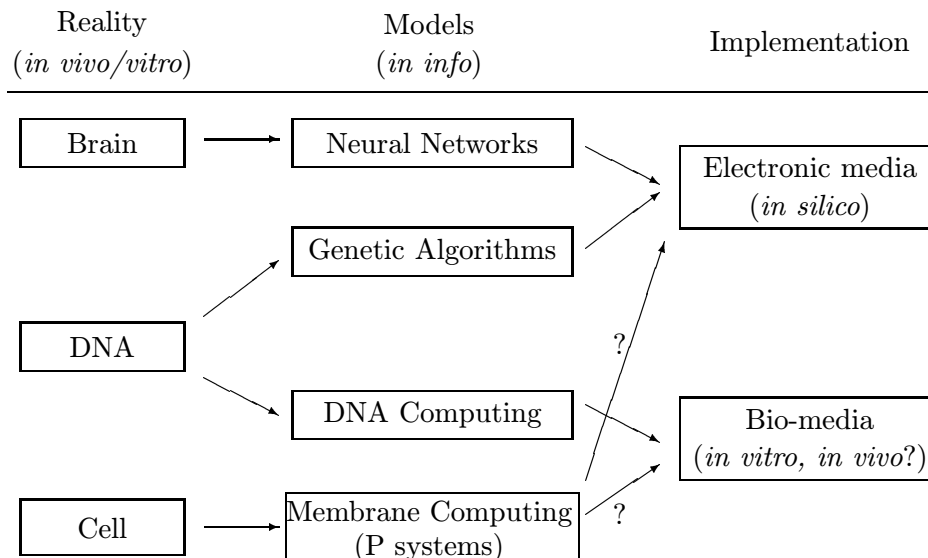 Reality
(in vivo/vitro)
Models
(in info)
Implementation
Brain
Neural Networks
Electronic media
(in silico)
Genetic Algorithms
DNA
?
DNA Computing
Bio-media
(in vitro, in vivo?)
Cell
Membrane Computing
(P systems)
?